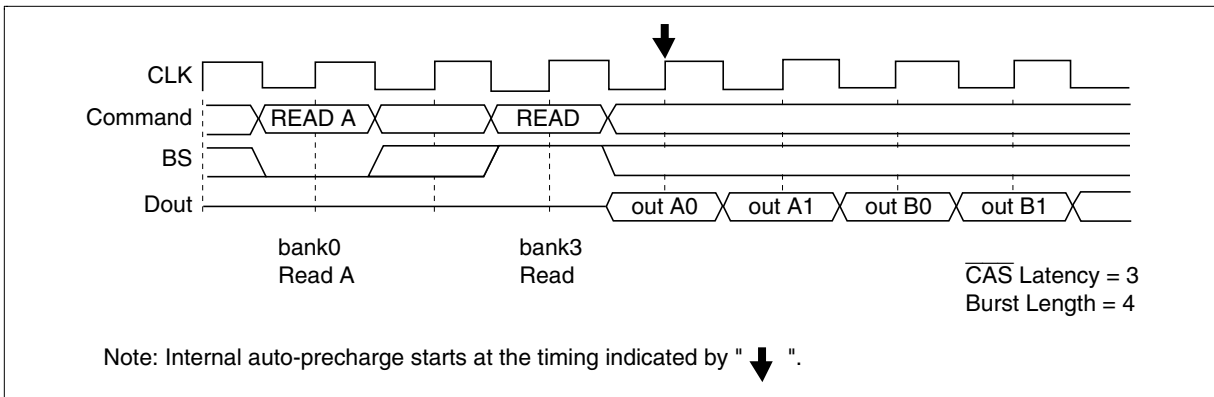 CLK
Command READ A READ
BS
Dout out A0 out A1 out B0 out B1
bank0 bank3
Read A Read
CAS Latency = 3
Burst Length = 4
Note: Internal auto-precharge starts at the timing indicated by " ".